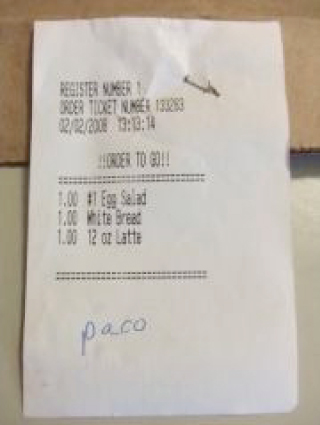 REGISTER NUMBER 1
ORDER TICKET NUMBER 133283
02/02/2008 13:13:14
!!ORDER TO GO!!
==============================
1.00 #1 Egg Salad
1.00 White Bread
1.00 12 oz Latte
==============================
paco